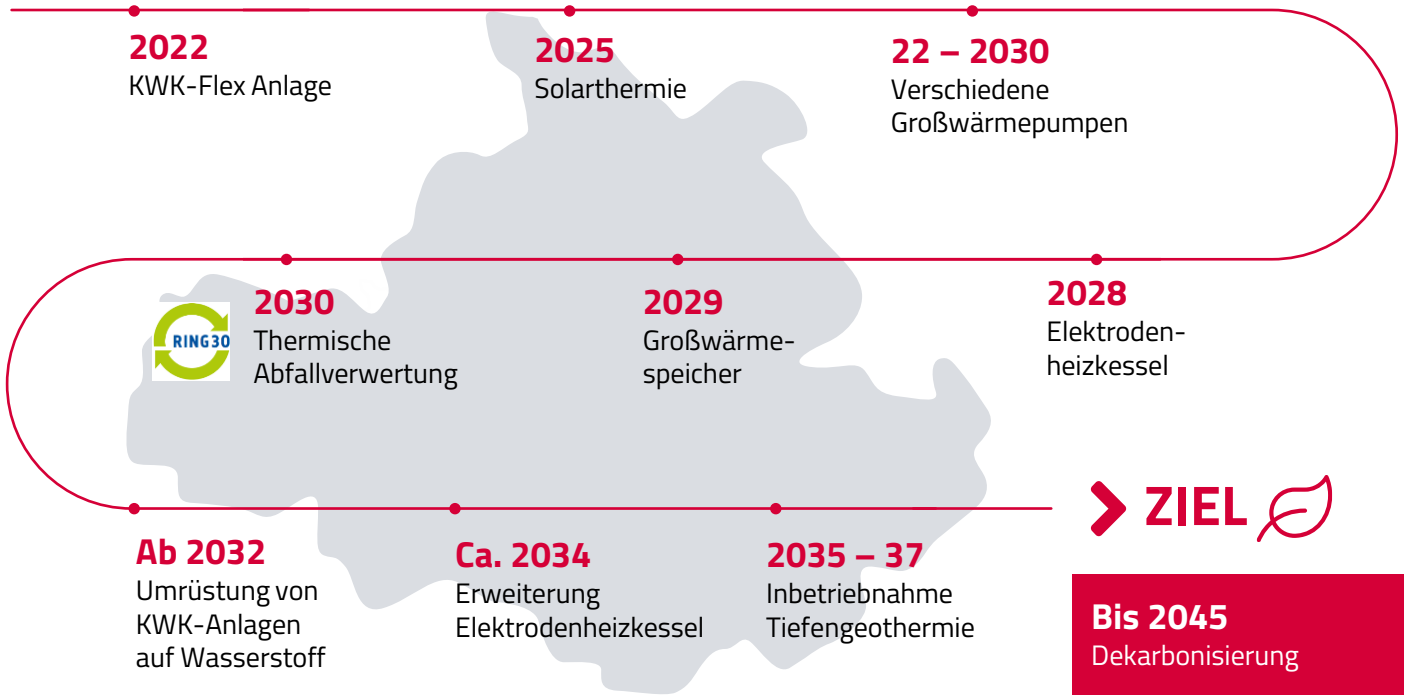 2022
KWK-Flex Anlage
2025
Solarthermie
22 – 2030
Verschiedene
Großwärmepumpen
2028
Elektroden-
heizkessel
2029
Großwärme-
speicher
2030
Thermische
Abfallverwertung
RING30
Ab 2032
Umrüstung von
KWK-Anlagen
auf Wasserstoff
Ca. 2034
Erweiterung
Elektrodenheizkessel
2035 – 37
Inbetriebnahme
Tiefengeothermie
ZIEL
Bis 2045
Dekarbonisierung